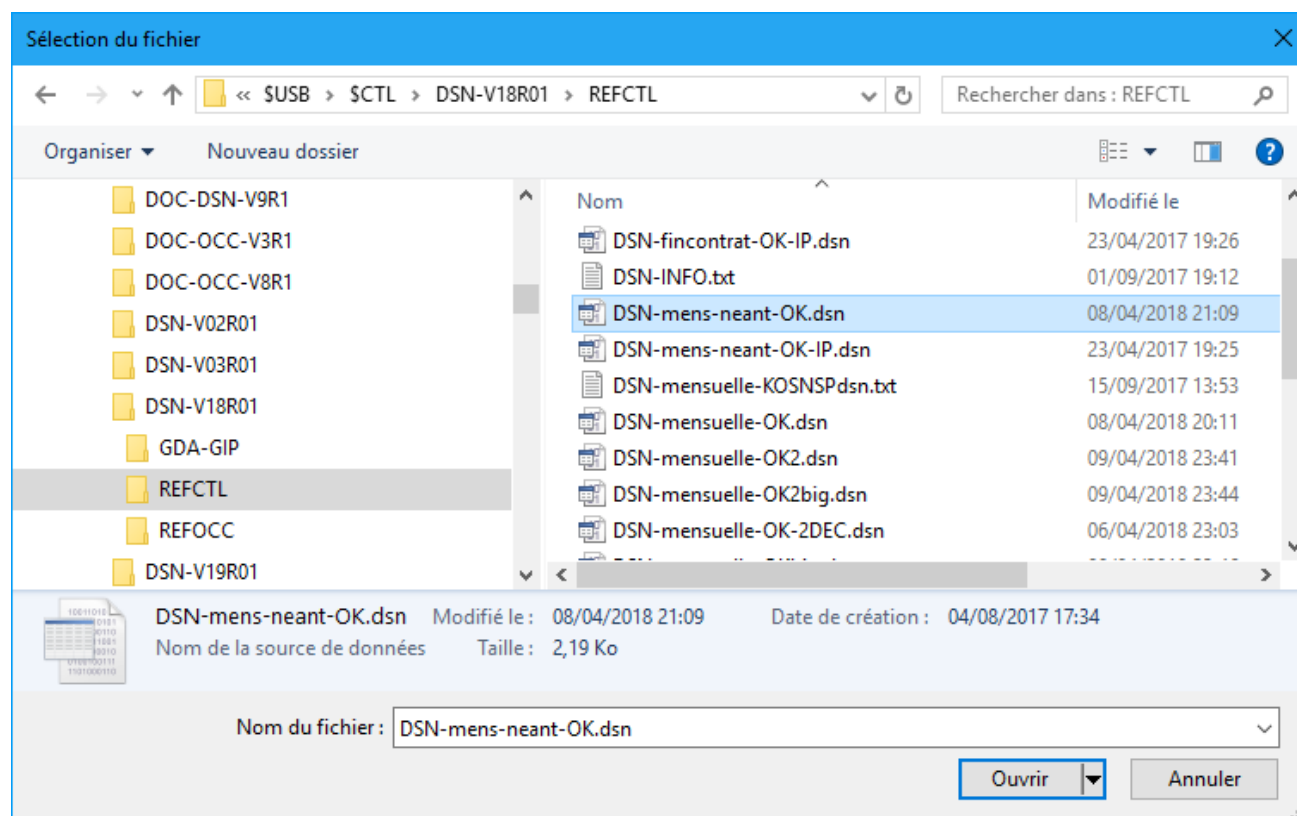 Sélection du fichier
« $USB > $CTL > DSN-V18R01 > REFCTL Rechercher dans : REFCTL
Organiser Nouveau dossier
DOC-DSN-V9R1
DOC-OCC-V3R1
DOC-OCC-V8R1
DSN-V02R01
DSN-V03R01
DSN-V18R01
GDA-GIP
REFCTL
REFOCC
DSN-V19R01
Nom Modifié le
DSN-fincontrat-OK-IP.dsn 23/04/2017 19:26
DSN-INFO.txt 01/09/2017 19:12
DSN-mens-neant-OK.dsn 08/04/2018 21:09
DSN-mens-neant-OK-IP.dsn 23/04/2017 19:25
DSN-mensuelle-KOSNSPdsn.txt 15/09/2017 13:53
DSN-mensuelle-OK.dsn 08/04/2018 20:11
DSN-mensuelle-OK2.dsn 09/04/2018 23:41
DSN-mensuelle-OK2big.dsn 09/04/2018 23:44
DSN-mensuelle-OK-2DEC.dsn 06/04/2018 23:03
DSN-mens-neant-OK.dsn Modifié le : 08/04/2018 21:09 Date de création : 04/08/2017 17:34
Nom de la source de données Taille : 2,19 Ko
Nom du fichier : DSN-mens-neant-OK.dsn
Ouvrir Annuler